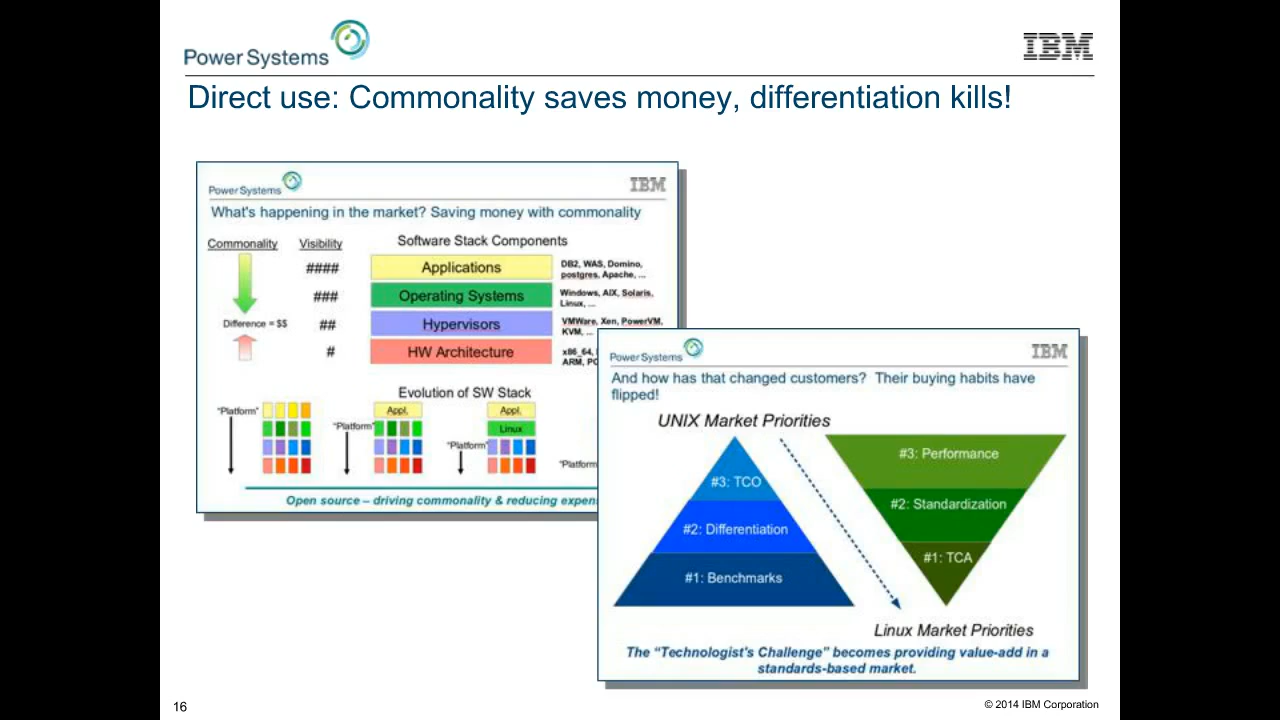 Power Systems
IBM
Direct use: Commonality saves money, differentiation kills!
Power Systems
IBM
What's happening in the market? Saving money with commonality
Commonality
Visibility
Software Stack Components
####
Applications
DB2, WAS, Domino,
postgres, Apache, ...
###
Operating Systems
Windows, AIX, Solaris,
Linux, ...
Difference = $$
##
Hypervisors
VMWare, Xen, PowerVM,
KVM, ...
#
HW Architecture
x86_64,
ARM,
Evolution of SW Stack
"Platform"
"Platform"
Appl.
"Platform"
Appl.
Linux
"Platform
Open source – driving commonality & reducing expen
Power Systems
IBM
And how has that changed customers? Their buying habits have
flipped!
UNIX Market Priorities
#3: TCO
#2: Differentiation
#1: Benchmarks
#3: Performance
#2: Standardization
#1: TCA
Linux Market Priorities
The "Technologist's Challenge" becomes providing value-add in a
standards-based market.
16
© 2014 IBM Corporation